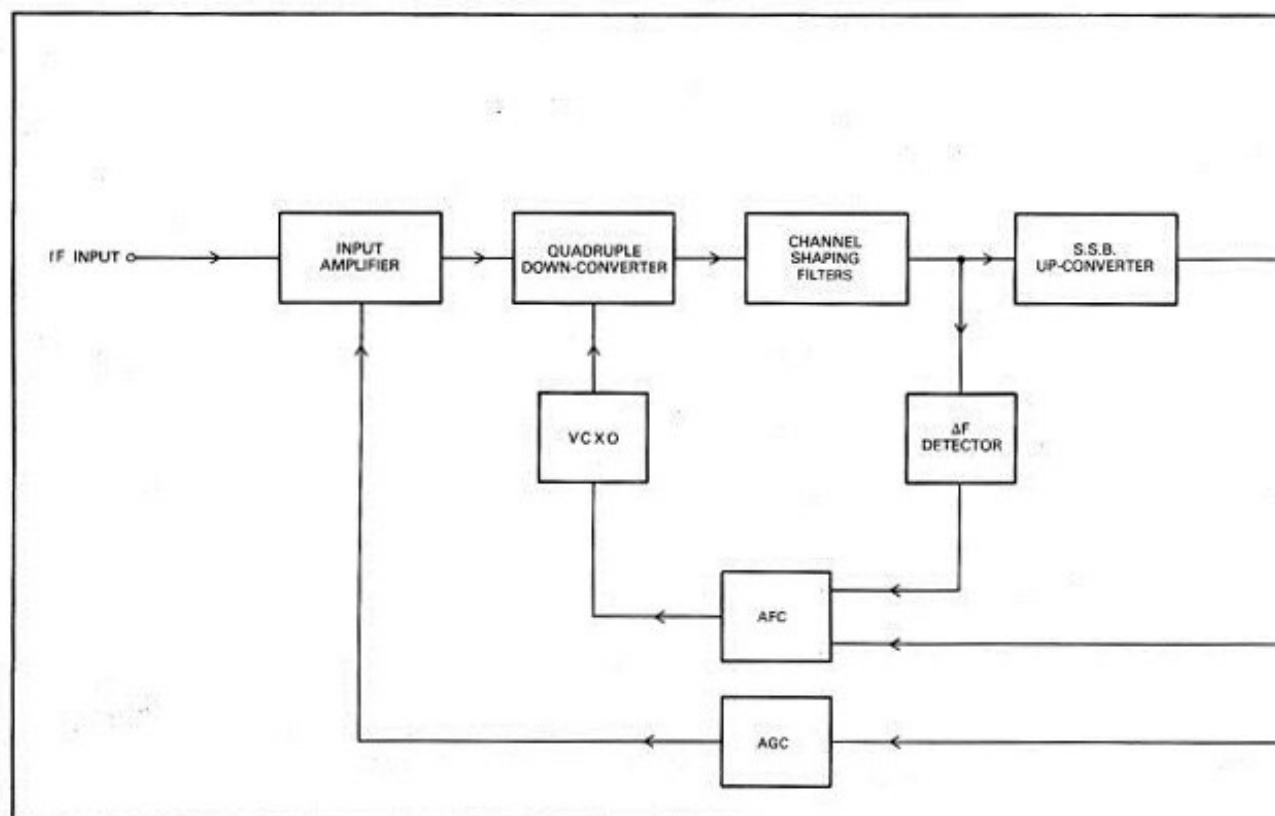 IF INPUT
INPUT
AMPLIFIER
QUADRUPLE
DOWN-CONVERTER
CHANNEL
SHAPING
FILTERS
S.S.B.
UP-CONVERTER
VCXO
ΔF
DETECTOR
AFC
AGC